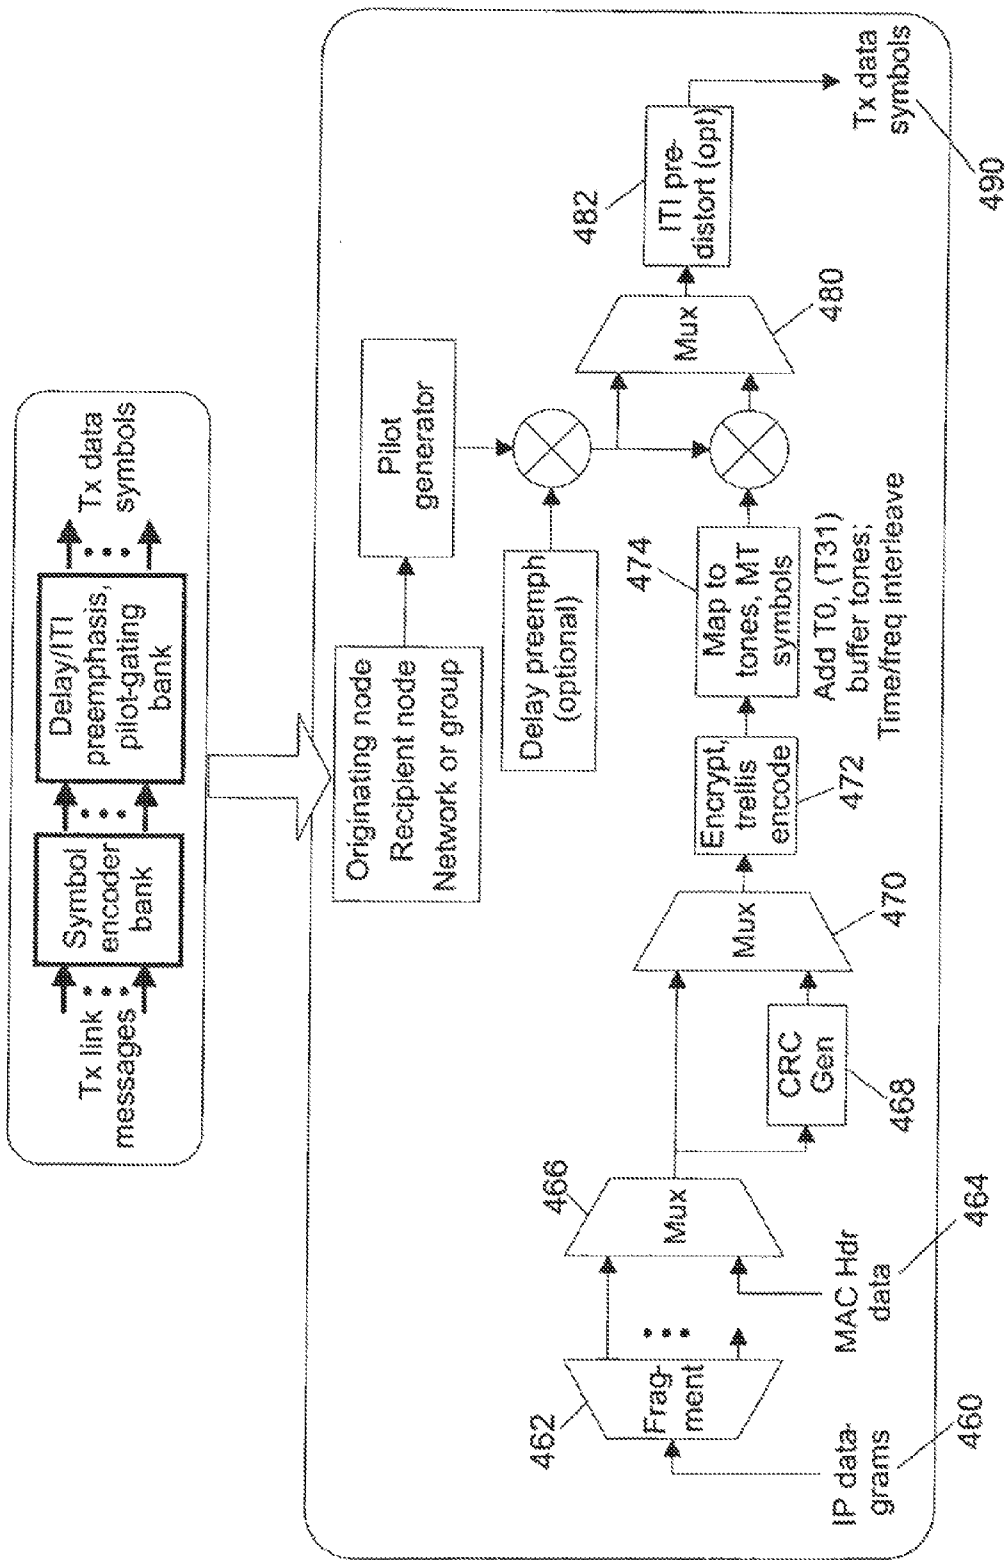 Tx link
messages
Symbol
encoder
bank
Delay/ITI
preemphasis,
pilot-gating
bank
Tx data
symbols
Originating node
Recipient node
Network or group
Pilot
generator
Delay preemph
(optional)
IP data-
grams
460
462
Frag-
ment
MAC Hdr
data
464
466
Mux
CRC
Gen
468
Mux
470
Encrypt,
trellis
encode
472
474
Map to
tones, MT
symbols
Add T0, (T31)
buffer tones;
Time/freq interleave
Mux
480
482
ITI pre-
distort (opt)
Tx data
symbols
490